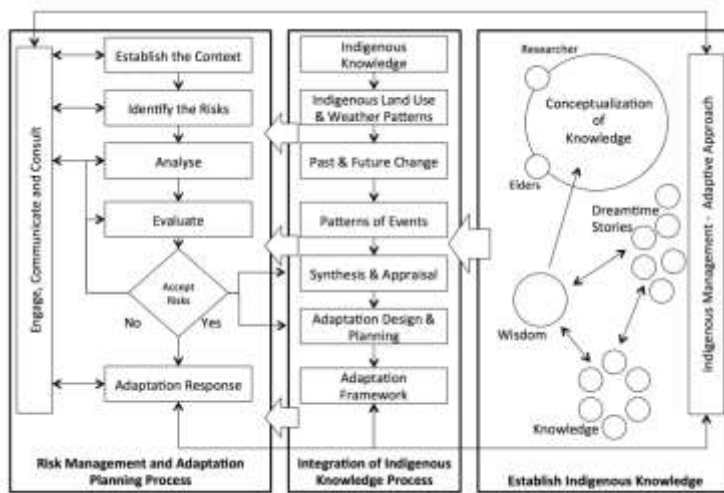 Engage, Communicate and Consult
Establish the Context
Identify the Risks
Analyse
Evaluate
Accept
Risks
No
Yes
Adaptation Response
Risk Management and Adaptation
Planning Process
Indigenous
Knowledge
Indigenous Land Use
& Weather Patterns
Past & Future Change
Patterns of Events
Synthesis & Appraisal
Adaptation Design &
Planning
Adaptation
Framework
Integration of Indigenous
Knowledge Process
Researcher
Conceptualization
of
Knowledge
Elders
Dreamtime
Stories
Wisdom
Knowledge
Indigenous Management - Adaptive Approach
Establish Indigenous Knowledge